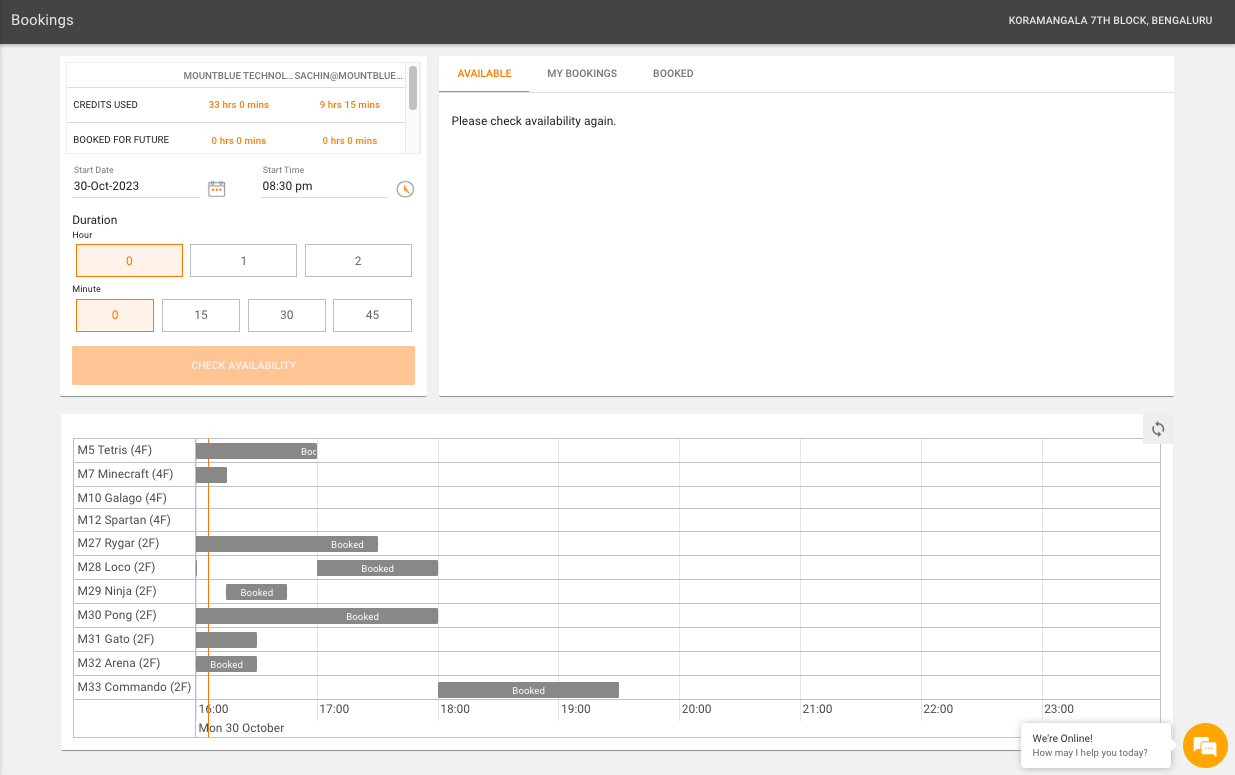 Bookings
KORAMANGALA 7TH BLOCK, BENGALURU
MOUNTBLUE TECHNOL... SACHIN@MOUNTBLUE...
CREDITS USED 33 hrs 0 mins 9 hrs 15 mins
BOOKED FOR FUTURE 0 hrs 0 mins 0 hrs 0 mins
Start Date Start Time
30-Oct-2023 08:30 pm
Duration
Hour
0 1 2
Minute
0 15 30 45
CHECK AVAILABILITY
AVAILABLE MY BOOKINGS BOOKED
Please check availability again.
M5 Tetris (4F) Boo
M7 Minecraft (4F)
M10 Galago (4F)
M12 Spartan (4F)
M27 Rygar (2F) Booked
M28 Loco (2F) Booked
M29 Ninja (2F) Booked
M30 Pong (2F) Booked
M31 Gato (2F)
M32 Arena (2F) Booked
M33 Commando (2F) Booked
16:00 17:00 18:00 19:00 20:00 21:00 22:00 23:00
Mon 30 October
We're Online!
How may I help you today?